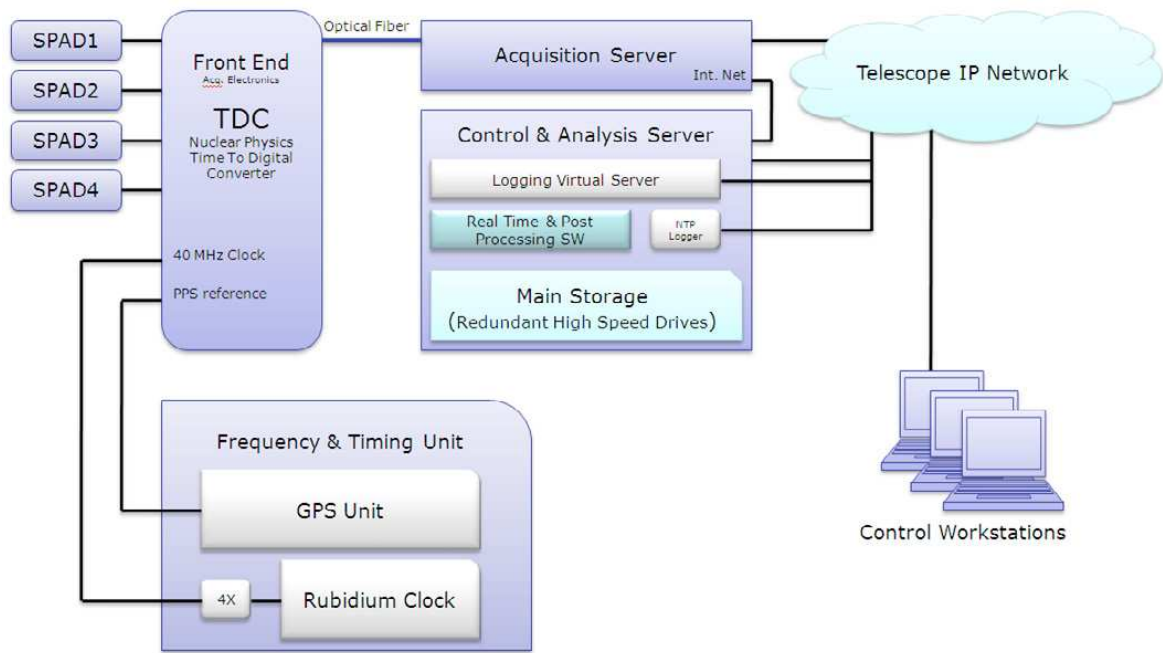 SPAD1
SPAD2
SPAD3
SPAD4
Front End
Acq. Electronics
TDC
Nuclear Physics
Time To Digital
Converter
40 MHz Clock
PPS reference
Optical Fiber
Acquisition Server
Int. Net
Control & Analysis Server
Logging Virtual Server
Real Time & Post
Processing SW
NTP
Logger
Main Storage
(Redundant High Speed Drives)
Telescope IP Network
Control Workstations
Frequency & Timing Unit
GPS Unit
4X
Rubidium Clock